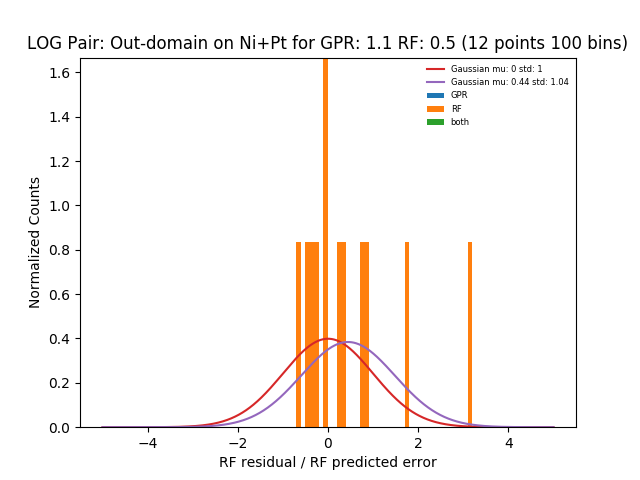 LOG Pair: Out-domain on Ni+Pt for GPR: 1.1 RF: 0.5 (12 points 100 bins)
Gaussian mu: 0 std: 1
Gaussian mu: 0.44 std: 1.04
GPR
RF
both
Normalized Counts
1.6
1.4
1.2
1.0
0.8
0.6
0.4
0.2
0.0
−4
−2
0
2
4
RF residual / RF predicted error